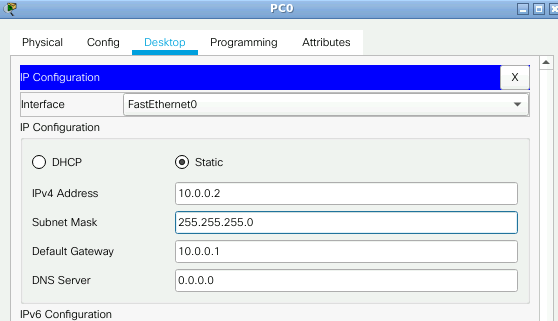 PC0
Physical Config Desktop Programming Attributes
IP Configuration X
Interface FastEthernet0
IP Configuration
DHCP Static
IPv4 Address 10.0.0.2
Subnet Mask 255.255.255.0
Default Gateway 10.0.0.1
DNS Server 0.0.0.0
IPv6 Configuration